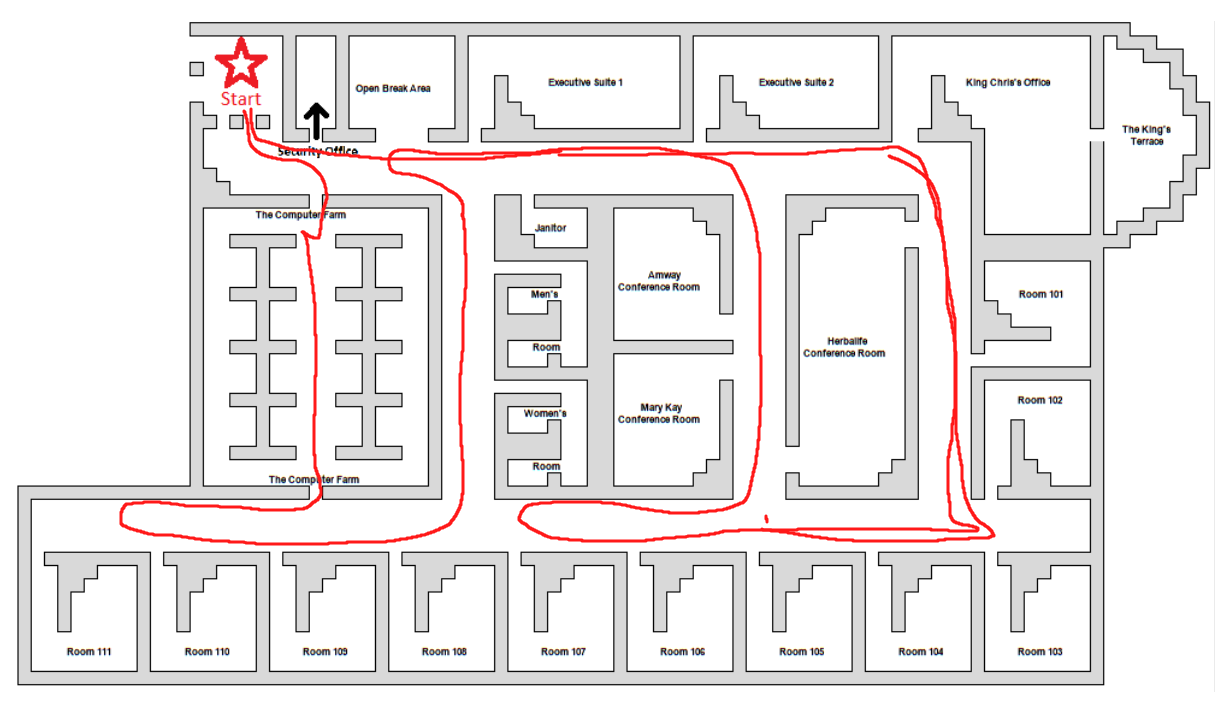 Start
Open Break Area
Executive Suite 1
Executive Suite 2
King Chris's Office
The King's
Terrace
Security Office
The Computer Farm
Janitor
Amway
Conference Room
Men's
Room
Room 101
Herbalife
Conference Room
Mary Kay
Conference Room
Women's
Room
Room 102
The Computer Farm
Room 111
Room 110
Room 109
Room 108
Room 107
Room 106
Room 105
Room 104
Room 103